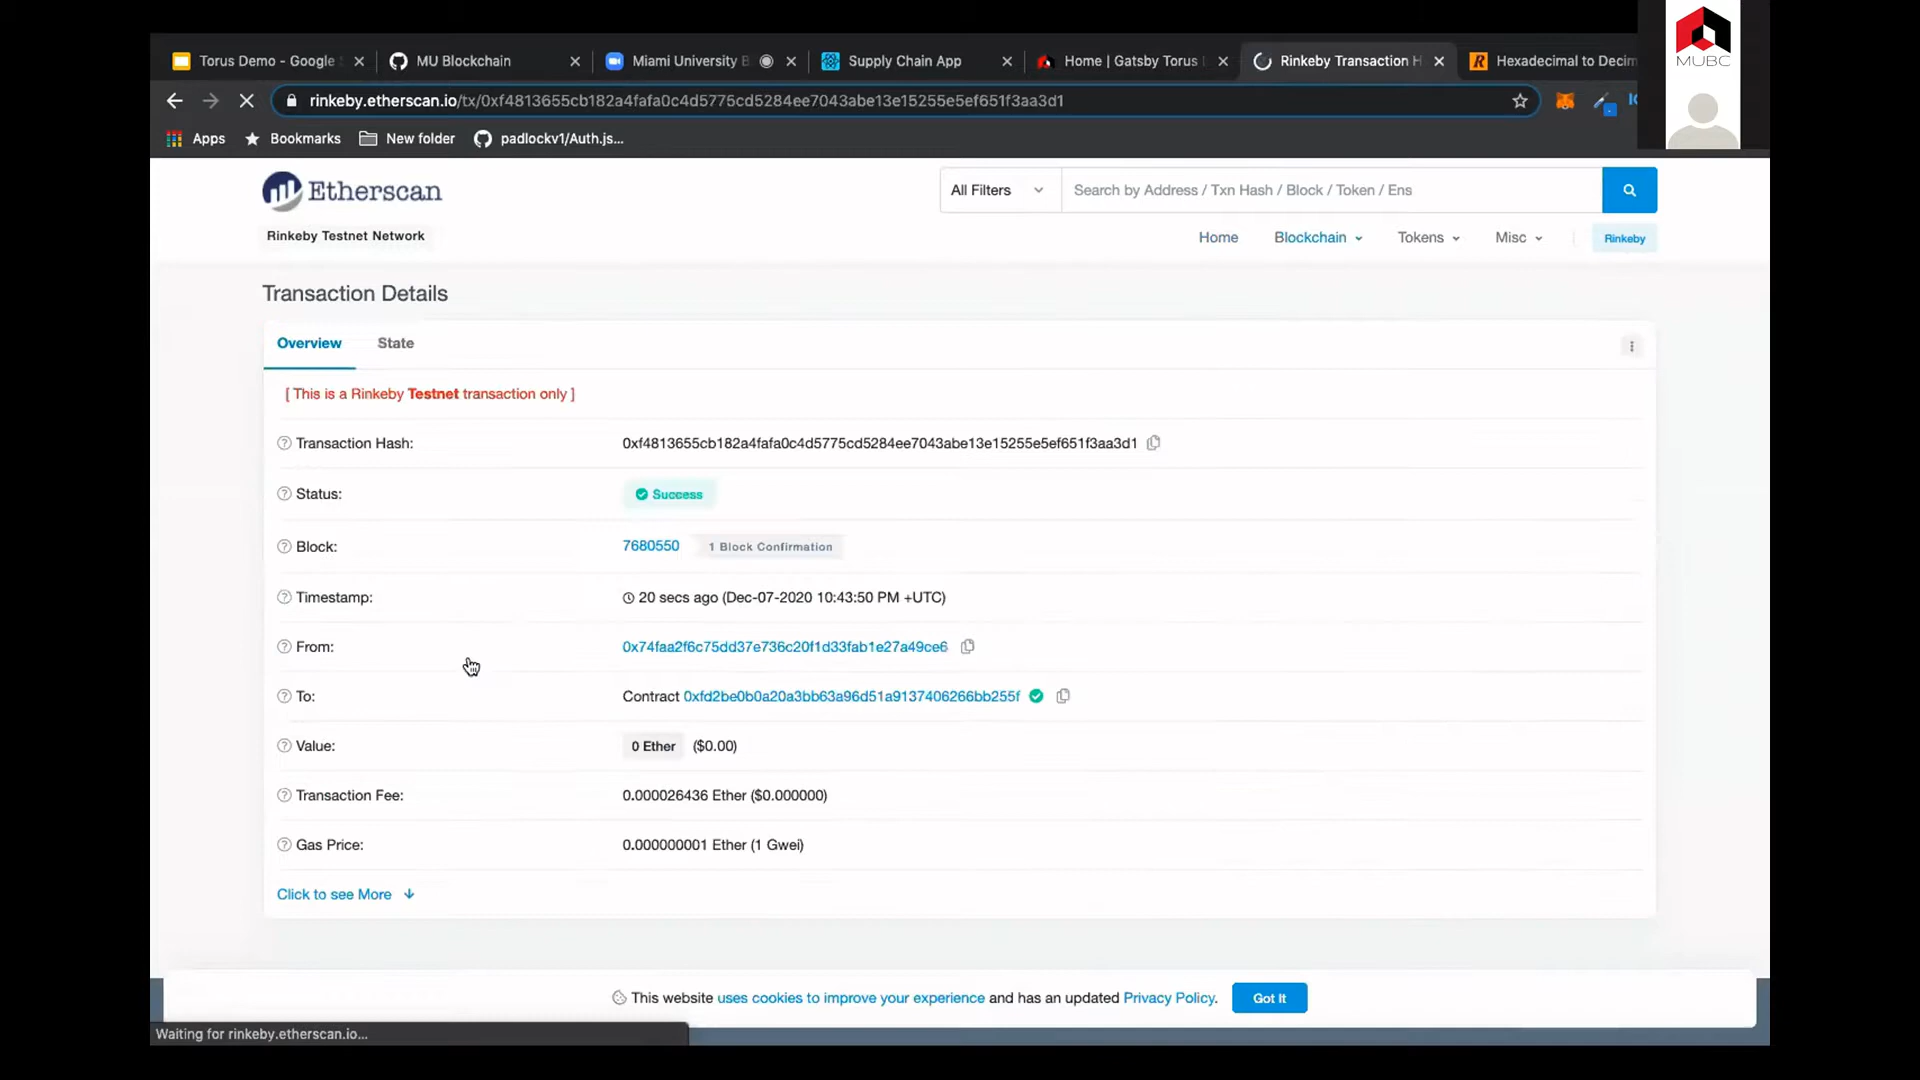 Torus Demo - Google
MU Blockchain
Miami University B
Supply Chain App
Home | Gatsby Torus
Rinkeby Transaction H
Hexadecimal to Decim
MUBC
rinkeby.etherscan.io/tx/0xf4813655cb182a4fafa0c4d5775cd5284ee7043abe13e15255e5ef651f3aa3d1
Apps
Bookmarks
New folder
padlockv1/Auth.js...
Etherscan
All Filters
Search by Address / Txn Hash / Block / Token / Ens
Rinkeby Testnet Network
Home
Blockchain
Tokens
Misc
Rinkeby
Transaction Details
Overview
State
[ This is a Rinkeby Testnet transaction only ]
Transaction Hash:
0xf4813655cb182a4fafa0c4d5775cd5284ee7043abe13e15255e5ef651f3aa3d1
Status:
Success
Block:
7680550
1 Block Confirmation
Timestamp:
20 secs ago (Dec-07-2020 10:43:50 PM +UTC)
From:
0x74faa2f6c75dd37e736c20f1d33fab1e27a49ce6
To:
Contract 0xfd2be0b0a20a3bb63a96d51a9137406266bb255f
Value:
0 Ether ($0.00)
Transaction Fee:
0.000026436 Ether ($0.000000)
Gas Price:
0.000000001 Ether (1 Gwei)
Click to see More
This website uses cookies to improve your experience and has an updated Privacy Policy.
Got It
Waiting for rinkeby.etherscan.io...